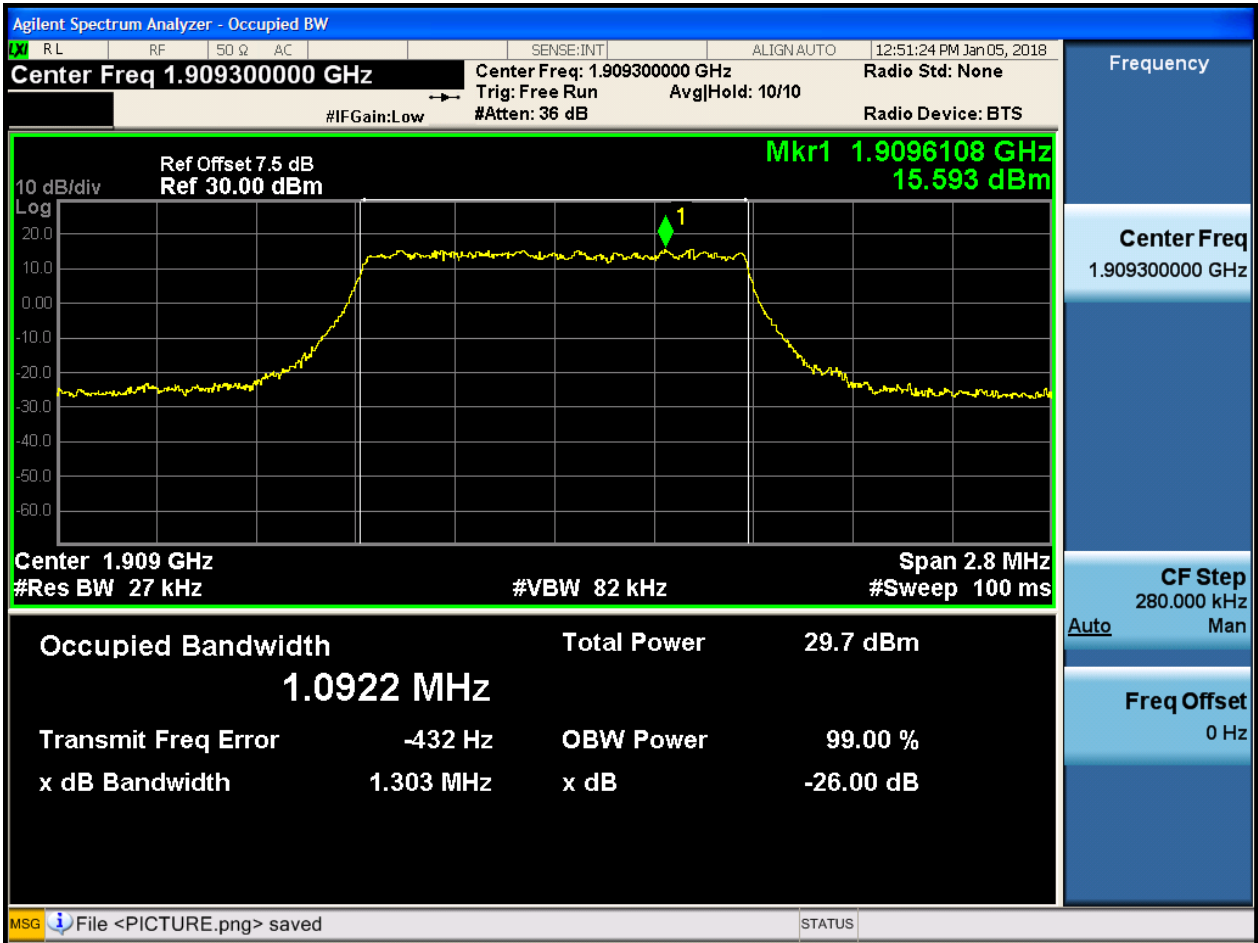 Agilent Spectrum Analyzer - Occupied BW
LXI RL RF 50 Ω AC SENSE:INT ALIGN AUTO 12:51:24 PM Jan 05, 2018
Center Freq 1.909300000 GHz
Center Freq: 1.909300000 GHz Radio Std: None
Trig: Free Run Avg|Hold: 10/10
#IFGain:Low #Atten: 36 dB Radio Device: BTS
Mkr1 1.9096108 GHz
15.593 dBm
Ref Offset 7.5 dB
10 dB/div Ref 30.00 dBm
Log
1
20.0
10.0
0.00
-10.0
-20.0
-30.0
-40.0
-50.0
-60.0
Center 1.909 GHz Span 2.8 MHz
#Res BW 27 kHz #VBW 82 kHz #Sweep 100 ms
Occupied Bandwidth Total Power 29.7 dBm
1.0922 MHz
Transmit Freq Error -432 Hz OBW Power 99.00 %
x dB Bandwidth 1.303 MHz x dB -26.00 dB
Frequency
Center Freq
1.909300000 GHz
CF Step
280.000 kHz
Auto Man
Freq Offset
0 Hz
MSG File <PICTURE.png> saved STATUS